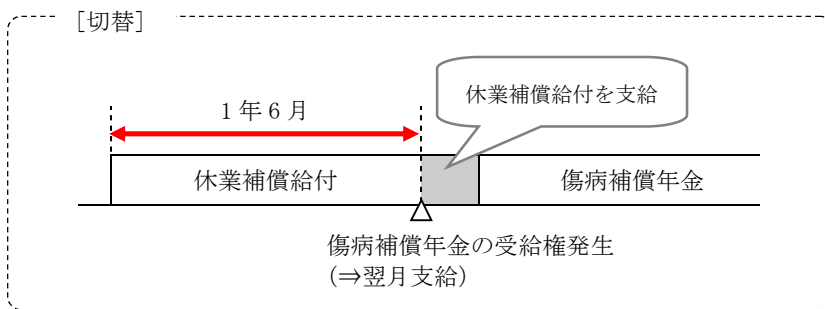 [切替]
休業補償給付を支給
1年6月
休業補償給付
傷病補償年金
傷病補償年金の受給権発生
(⇒翌月支給)